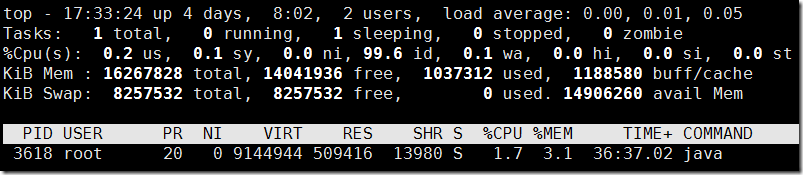 top - 17:33:24 up 4 days,  8:02,  2 users,  load average: 0.00, 0.01, 0.05
Tasks:   1 total,   0 running,   1 sleeping,   0 stopped,   0 zombie
%Cpu(s):  0.2 us,  0.1 sy,  0.0 ni, 99.6 id,  0.1 wa,  0.0 hi,  0.0 si,  0.0 st
KiB Mem : 16267828 total, 14041936 free,  1037312 used,  1188580 buff/cache
KiB Swap:  8257532 total,  8257532 free,        0 used. 14906260 avail Mem
PID USER      PR  NI    VIRT    RES    SHR S  %CPU %MEM     TIME+ COMMAND
3618 root      20   0 9144944 509416  13980 S   1.7  3.1  36:37.02 java